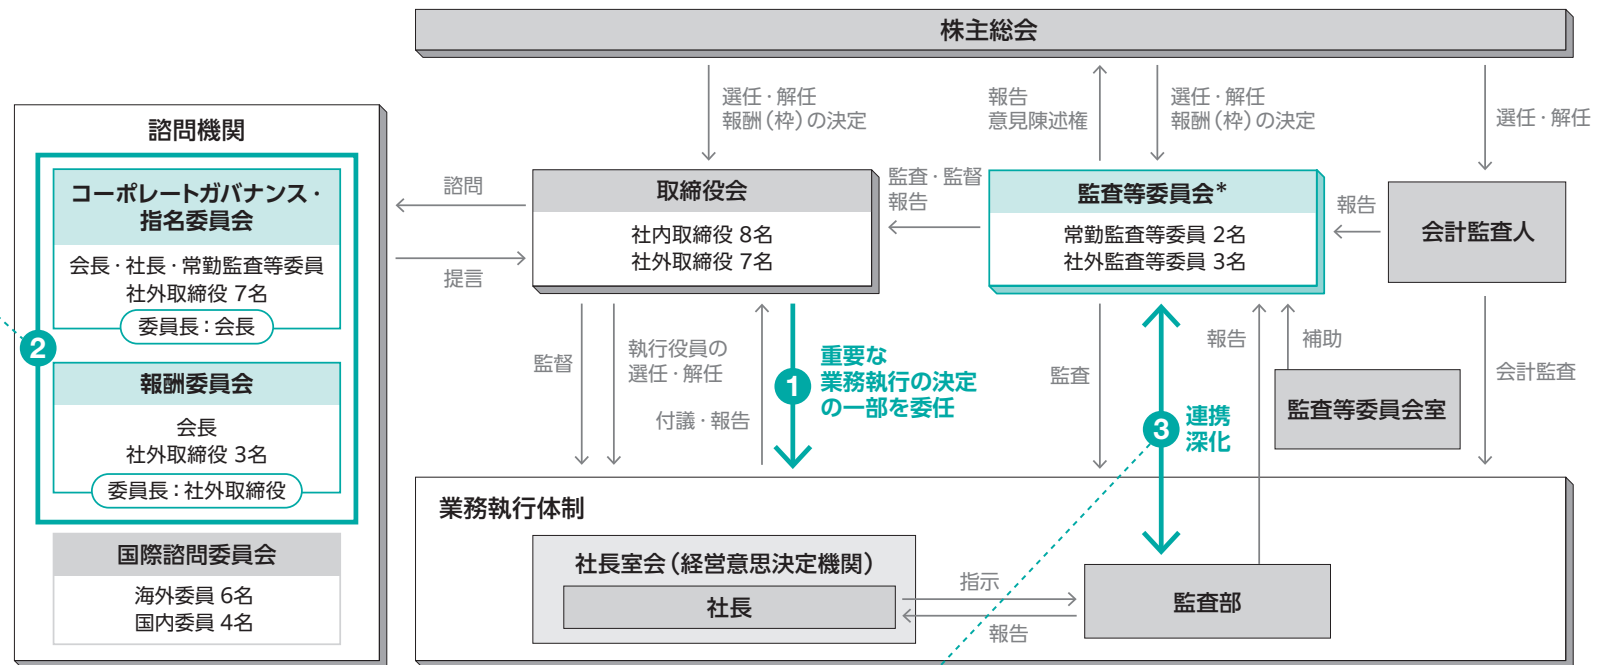 株主総会
選任・解任
報酬（枠）の決定
報告
意見陳述権
選任・解任
報酬（枠）の決定
選任・解任
諮問機関
コーポレートガバナンス・
指名委員会
会長・社長・常勤監査等委員
社外取締役 7名
委員長：会長
2
報酬委員会
会長
社外取締役 3名
委員長：社外取締役
国際諮問委員会
海外委員 6名
国内委員 4名
諮問
提言
取締役会
社内取締役 8名
社外取締役 7名
監査・監督
報告
監査等委員会*
常勤監査等委員 2名
社外監査等委員 3名
報告
会計監査人
監督
執行役員の
選任・解任
付議・報告
1
重要な
業務執行の決定
の一部を委任
監査
3
連携
深化
報告
補助
監査等委員会室
会計監査
業務執行体制
社長室会（経営意思決定機関）
社長
指示
報告
監査部